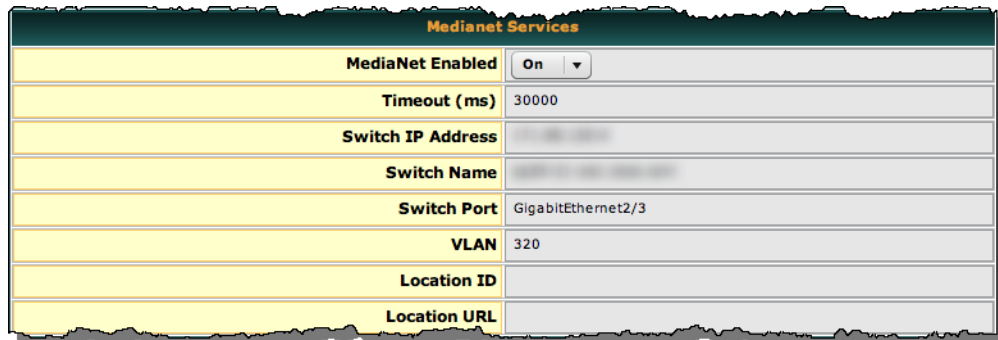 Medianet Services
MediaNet Enabled On
Timeout (ms) 30000
Switch IP Address
Switch Name
Switch Port GigabitEthernet2/3
VLAN 320
Location ID
Location URL